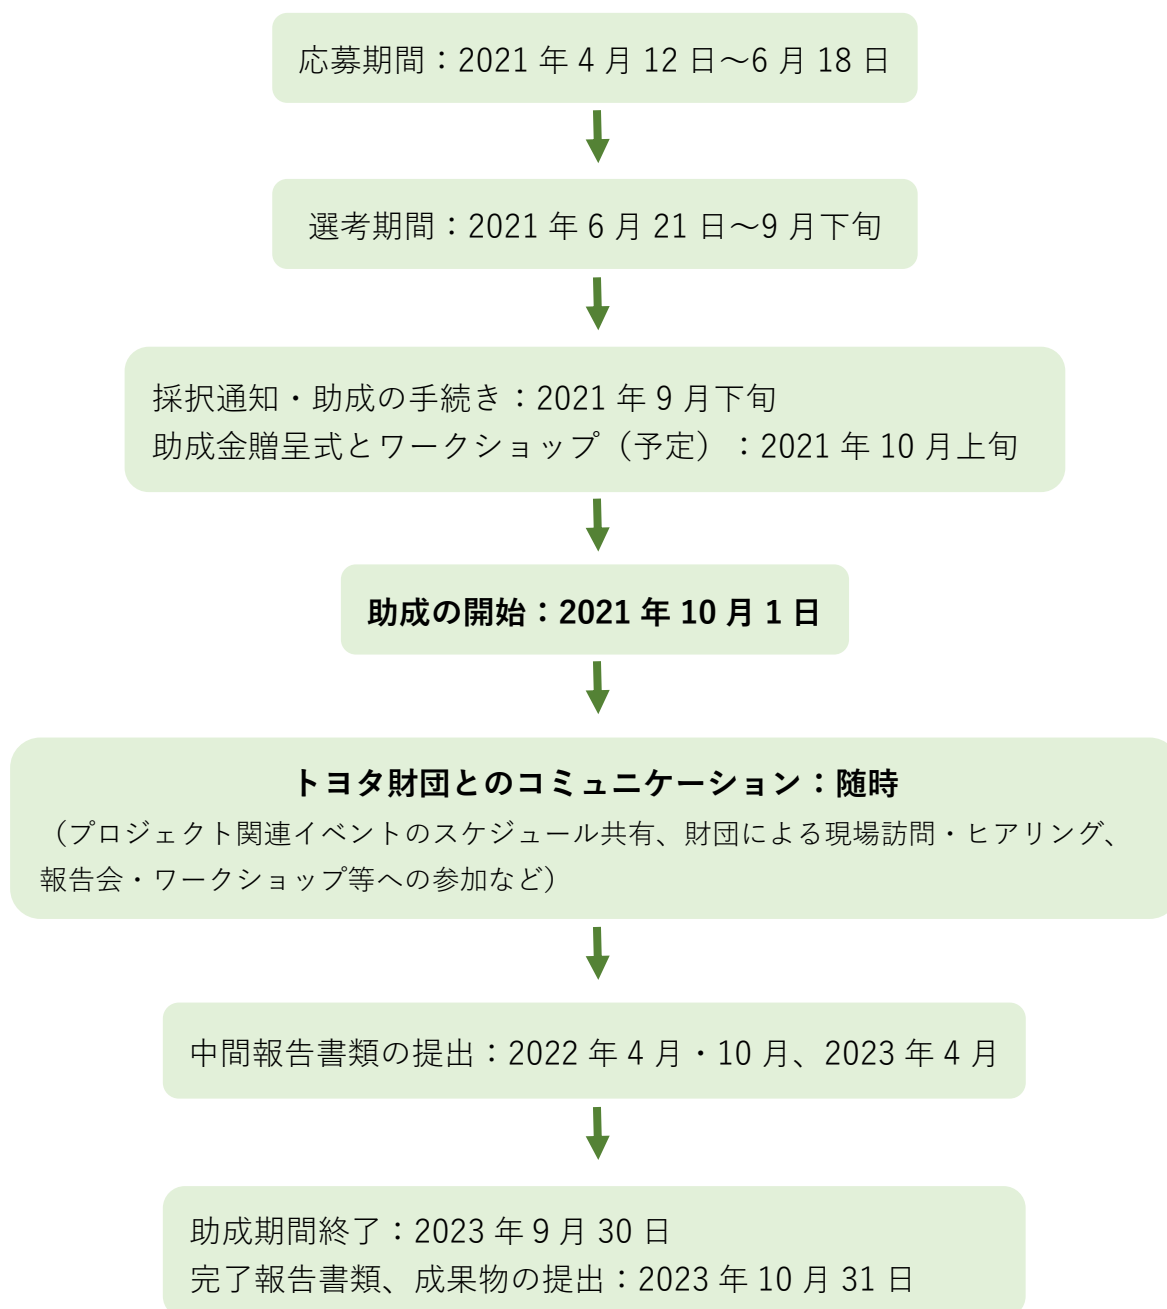 応募期間：2021 年 4 月 12 日～6 月 18 日
選考期間：2021 年 6 月 21 日～9 月下旬
採択通知・助成の手続き：2021 年 9 月下旬
助成金贈呈式とワークショップ（予定）：2021 年 10 月上旬
助成の開始：2021 年 10 月 1 日
トヨタ財団とのコミュニケーション：随時
（プロジェクト関連イベントのスケジュール共有、財団による現場訪問・ヒアリング、
報告会・ワークショップ等への参加など）
中間報告書類の提出：2022 年 4 月・10 月、2023 年 4 月
助成期間終了：2023 年 9 月 30 日
完了報告書類、成果物の提出：2023 年 10 月 31 日